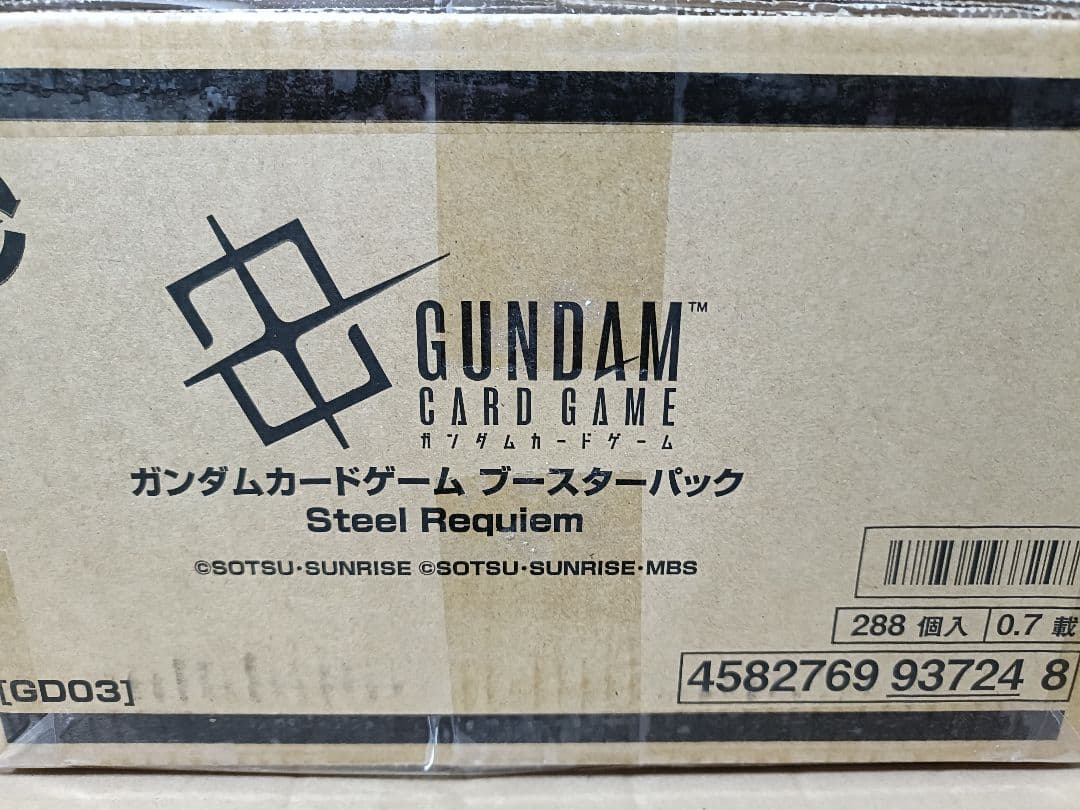 GUNDAM™
CARD GAME
ガンダムカードゲーム
ガンダムカードゲーム ブースターパック
Steel Requiem
©SOTSU・SUNRISE ©SOTSU・SUNRISE・MBS
288 個入 0.7 載
4582769 93724 8
[GD03]